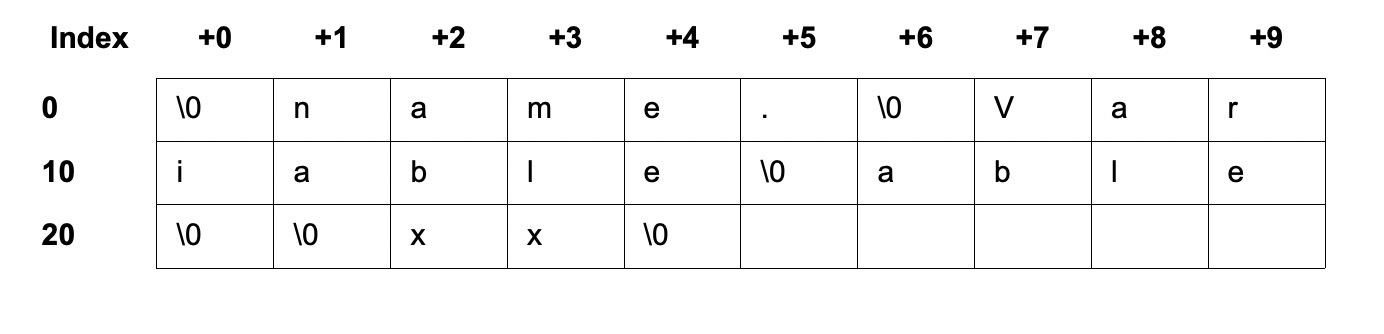 Index +0 +1 +2 +3 +4 +5 +6 +7 +8 +9
0 \0 n a m e . \0 V a r
10 i a b l e \0 a b l e
20 \0 \0 x x \0